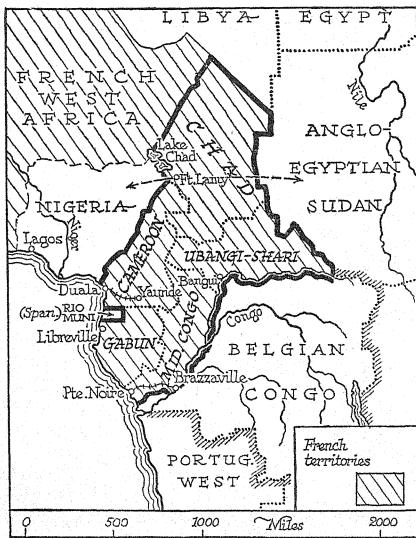 LIBYA
EGYPT
FRENCH
WEST
AFRICA
Nile
ANGLO-
EGYPTIAN
SUDAN
Lake
Chad
CHAD
Ft. Lamy
NIGERIA
Niger
Lagos
CAMEROON
UBANGI-SHARI
Duala
Yaunde
Bangui
(Span.) RIO
MUNI
Libreville
GABUN
MID CONGO
Congo
BELGIAN
CONGO
Brazzaville
Pte. Noire
PORTUG.
WEST
French
territories
0 500 1000 Miles 2000